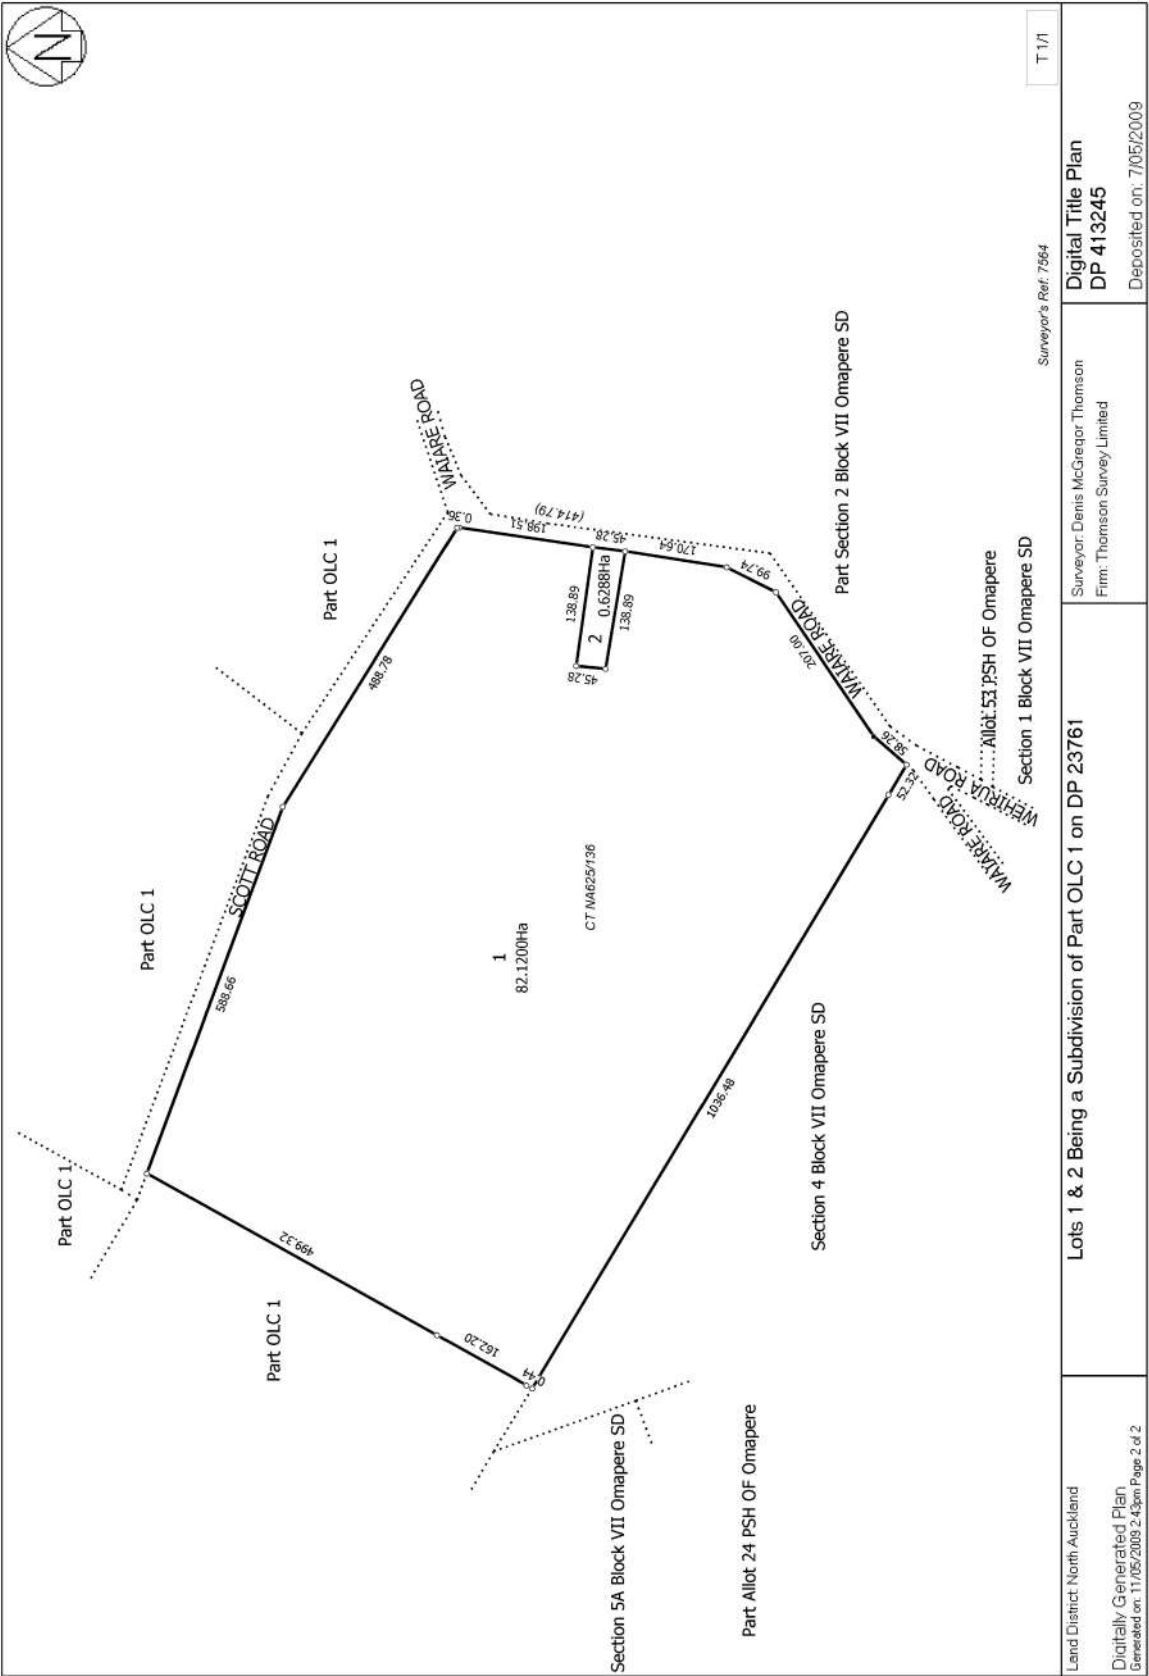 N
T 1/1
Part OLC 1
Part OLC 1
Part OLC 1
Part OLC 1
SCOTT ROAD
WAIARE ROAD
588.66
488.78
0.36
198.51
(414.79)
45.28
170.64
99.74
207.00
58.26
52.32
1036.48
0.44
162.20
499.32
138.89
2
0.6288Ha
138.89
45.28
1
82.1200Ha
CT NA625/136
WAIARE ROAD
WAIARE ROAD
WEHIRUA ROAD
Part Section 2 Block VII Omapere SD
Allot 53 PSH OF Omapere
Section 1 Block VII Omapere SD
Section 4 Block VII Omapere SD
Section 5A Block VII Omapere SD
Part Allot 24 PSH OF Omapere
Surveyor's Ref: 7564
Land District: North Auckland
Digitally Generated Plan
Generated on: 11/05/2009 2:43pm Page 2 of 2
Lots 1 & 2 Being a Subdivision of Part OLC 1 on DP 23761
Surveyor: Denis McGregor Thomson
Firm: Thomson Survey Limited
Digital Title Plan
DP 413245
Deposited on: 7/05/2009